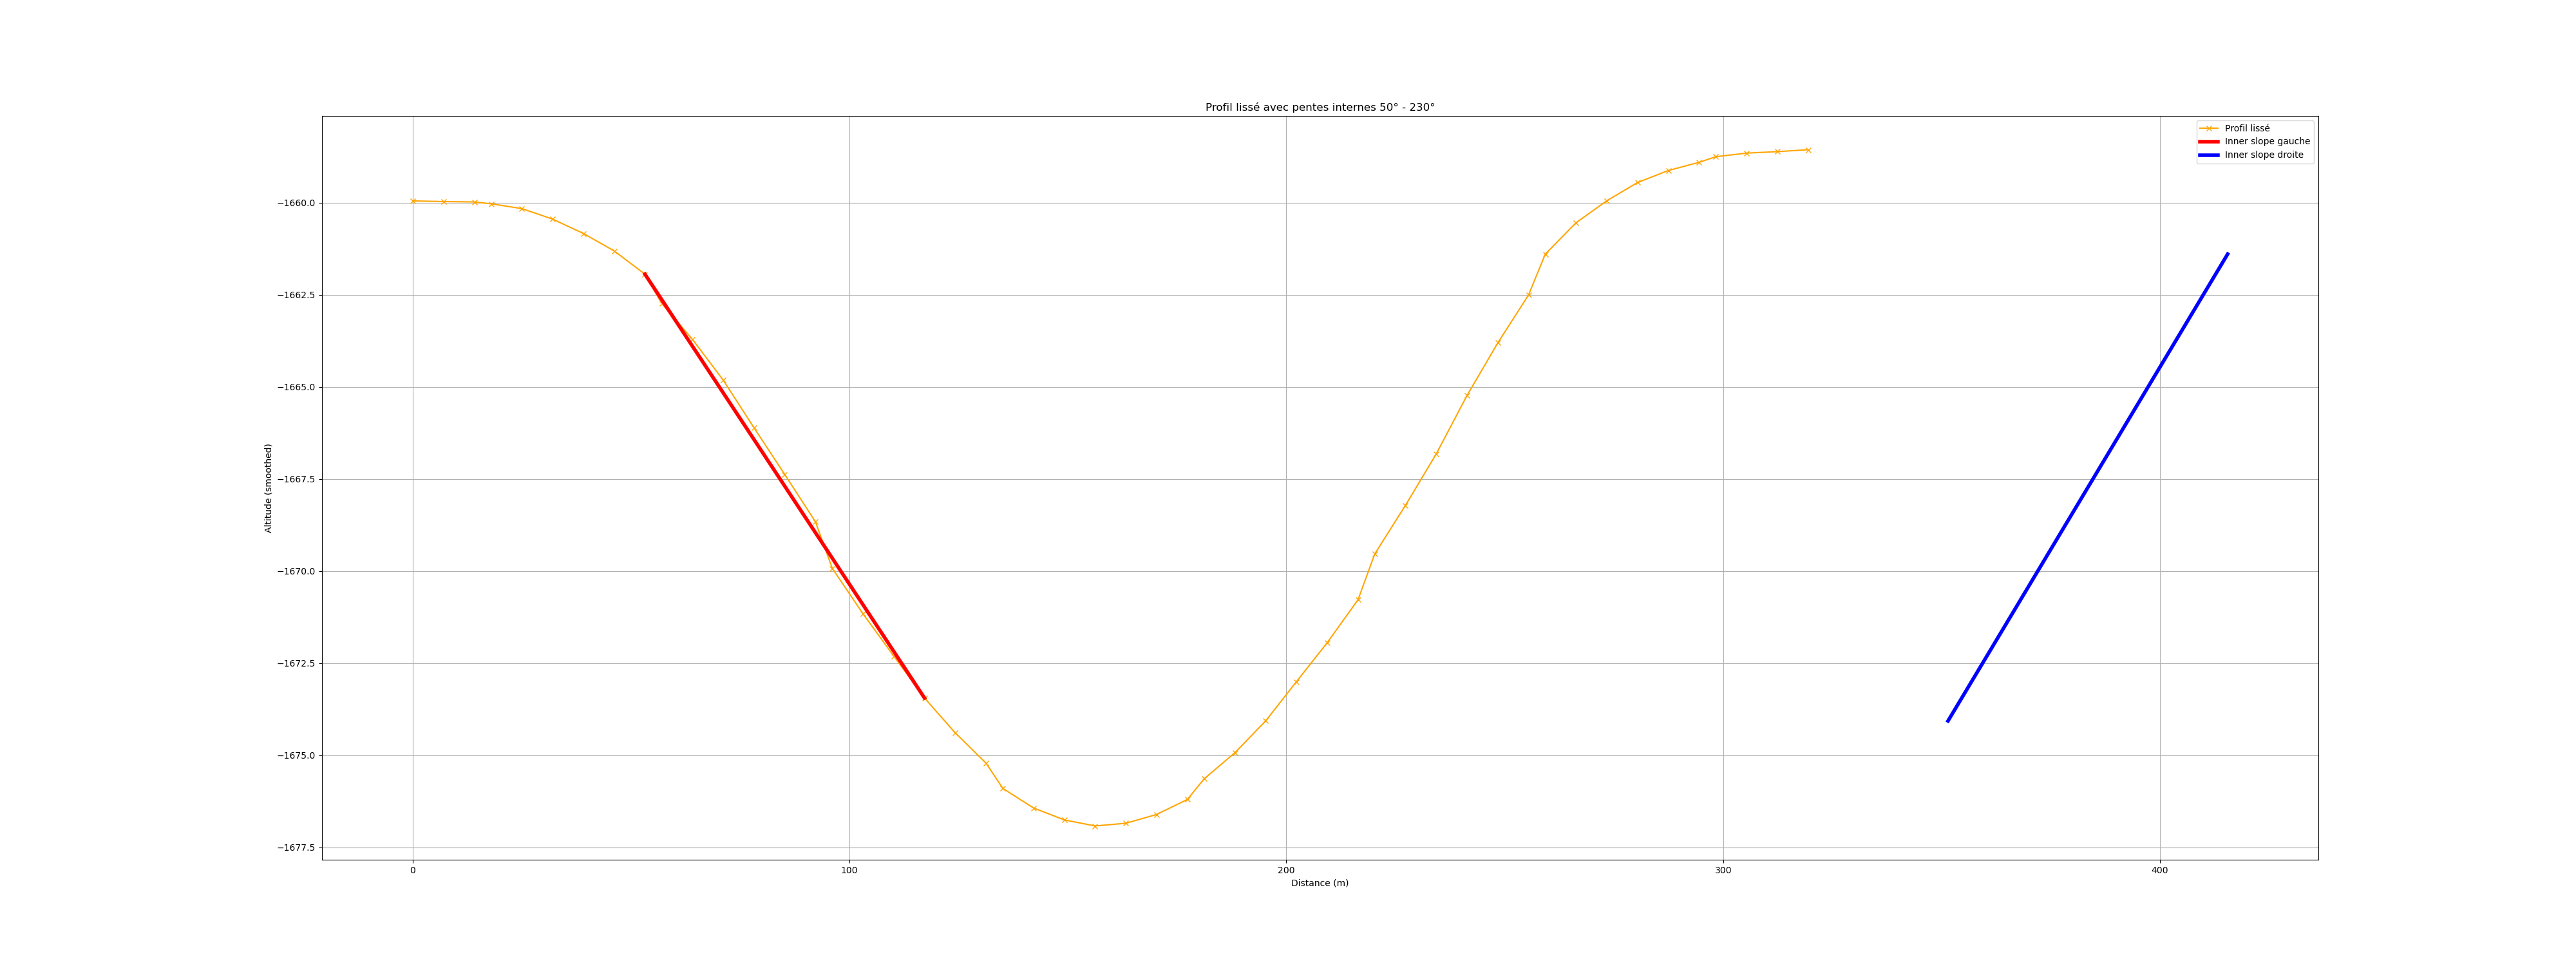 Profil lissé avec pentes internes 50° - 230°
Profil lissé
Inner slope gauche
Inner slope droite
Altitude (smoothed)
−1660.0
−1662.5
−1665.0
−1667.5
−1670.0
−1672.5
−1675.0
−1677.5
0 100 200 300 400
Distance (m)